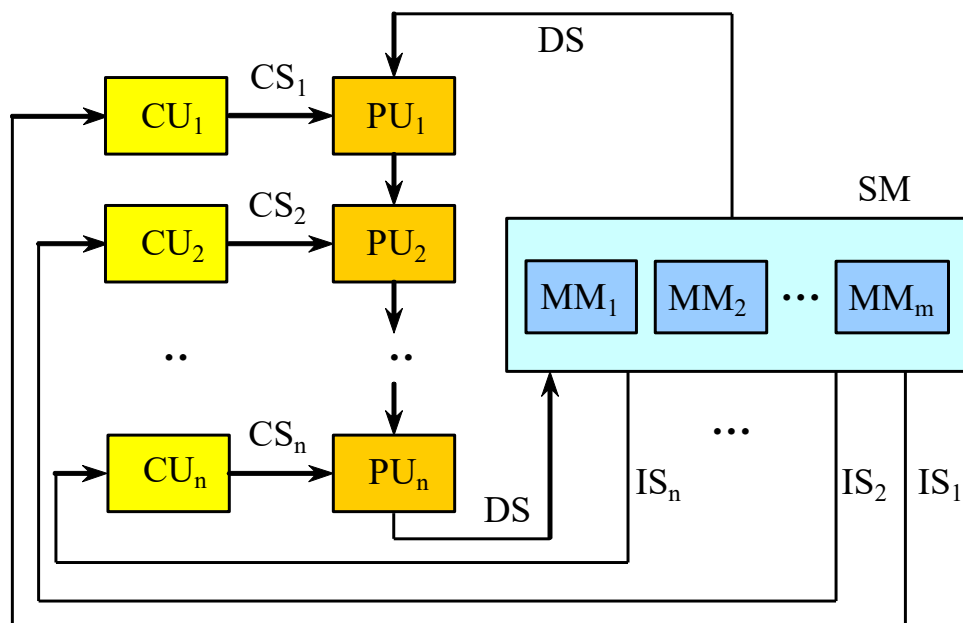 DS
CS₁
CU₁
PU₁
SM
CS₂
CU₂
PU₂
MM₁
MM₂
...
MMₘ
..
..
...
CSₙ
CUₙ
PUₙ
DS
ISₙ
IS₂
IS₁